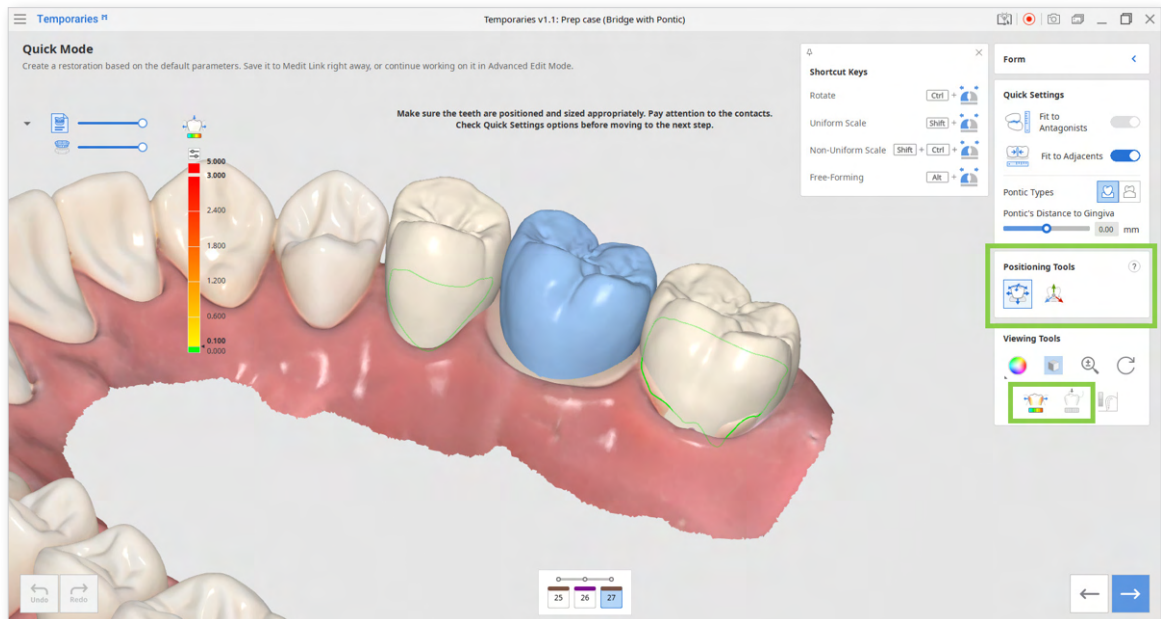 Temporaries M
Temporaries v1.1: Prep case (Bridge with Pontic)
Quick Mode
Create a restoration based on the default parameters. Save it to Medit Link right away, or continue working on it in Advanced Edit Mode.
Make sure the teeth are positioned and sized appropriately. Pay attention to the contacts.
Check Quick Settings options before moving to the next step.
5.000
3.000
2.400
1.800
1.200
0.600
0.100
0.000
Shortcut Keys
Rotate Ctrl +
Uniform Scale Shift +
Non-Uniform Scale Shift + Ctrl +
Free-Forming Alt +
Form
Quick Settings
Fit to
Antagonists
Fit to Adjacents
Pontic Types
Pontic's Distance to Gingiva
0.00 mm
Positioning Tools ?
Viewing Tools
Undo Redo
25 26 27